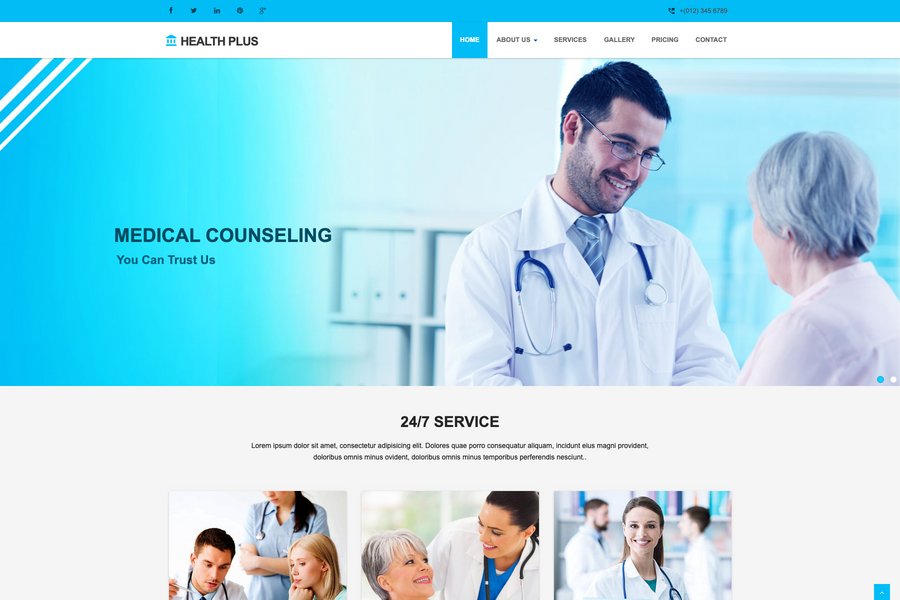 +(012) 345 6789
HEALTH PLUS
HOME ABOUT US SERVICES GALLERY PRICING CONTACT
MEDICAL COUNSELING
You Can Trust Us
24/7 SERVICE
Lorem ipsum dolor sit amet, consectetur adipisicing elit. Dolores quae porro consequatur aliquam, incidunt eius magni provident,
doloribus omnis minus ovident, doloribus omnis minus temporibus perferendis nesciunt..